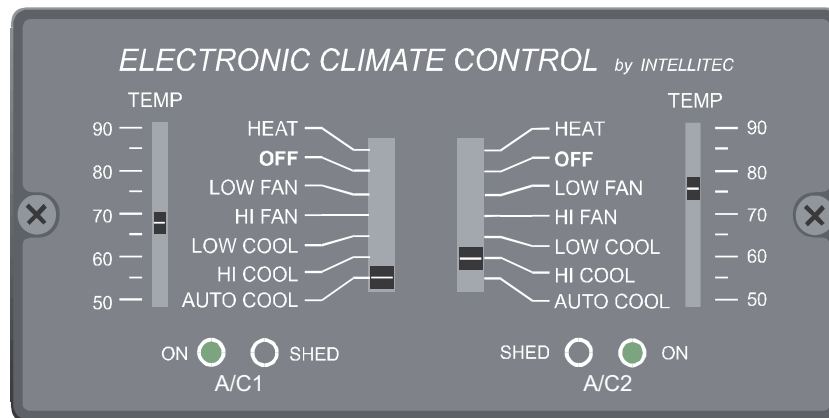 ELECTRONIC CLIMATE CONTROL by INTELLITEC
TEMP
90
80
70
60
50
HEAT
OFF
LOW FAN
HI FAN
LOW COOL
HI COOL
AUTO COOL
HEAT
OFF
LOW FAN
HI FAN
LOW COOL
HI COOL
AUTO COOL
TEMP
90
80
70
60
50
ON SHED
A/C1
SHED ON
A/C2